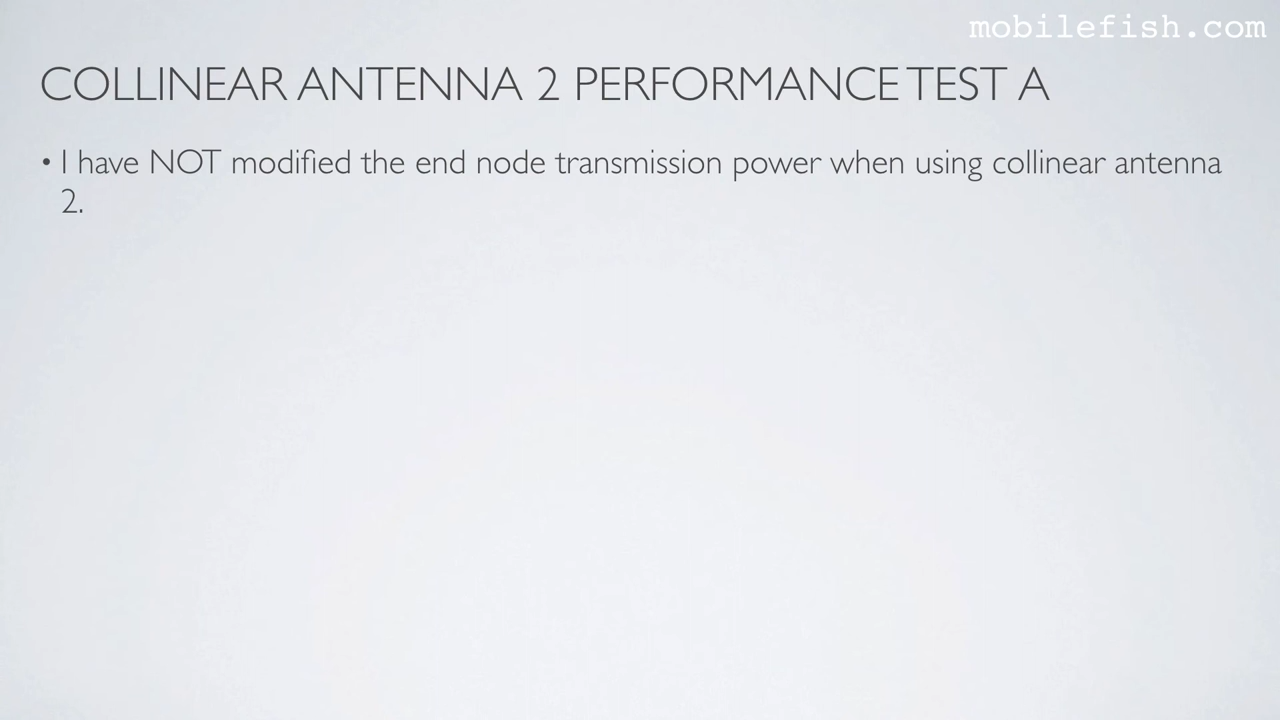 mobilefish.com
COLLINEAR ANTENNA 2 PERFORMANCE TEST A
• I have NOT modified the end node transmission power when using collinear antenna
2.